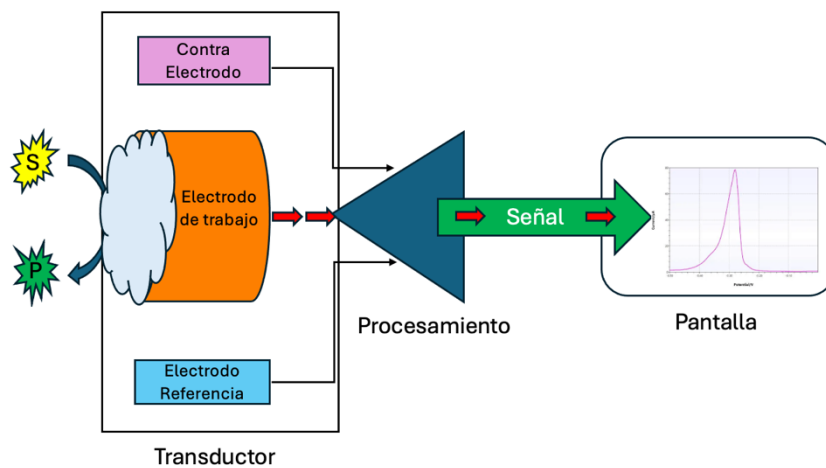 Contra
Electrodo
S
Electrodo
de trabajo
P
Señal
Procesamiento
Pantalla
Electrodo
Referencia
Transductor